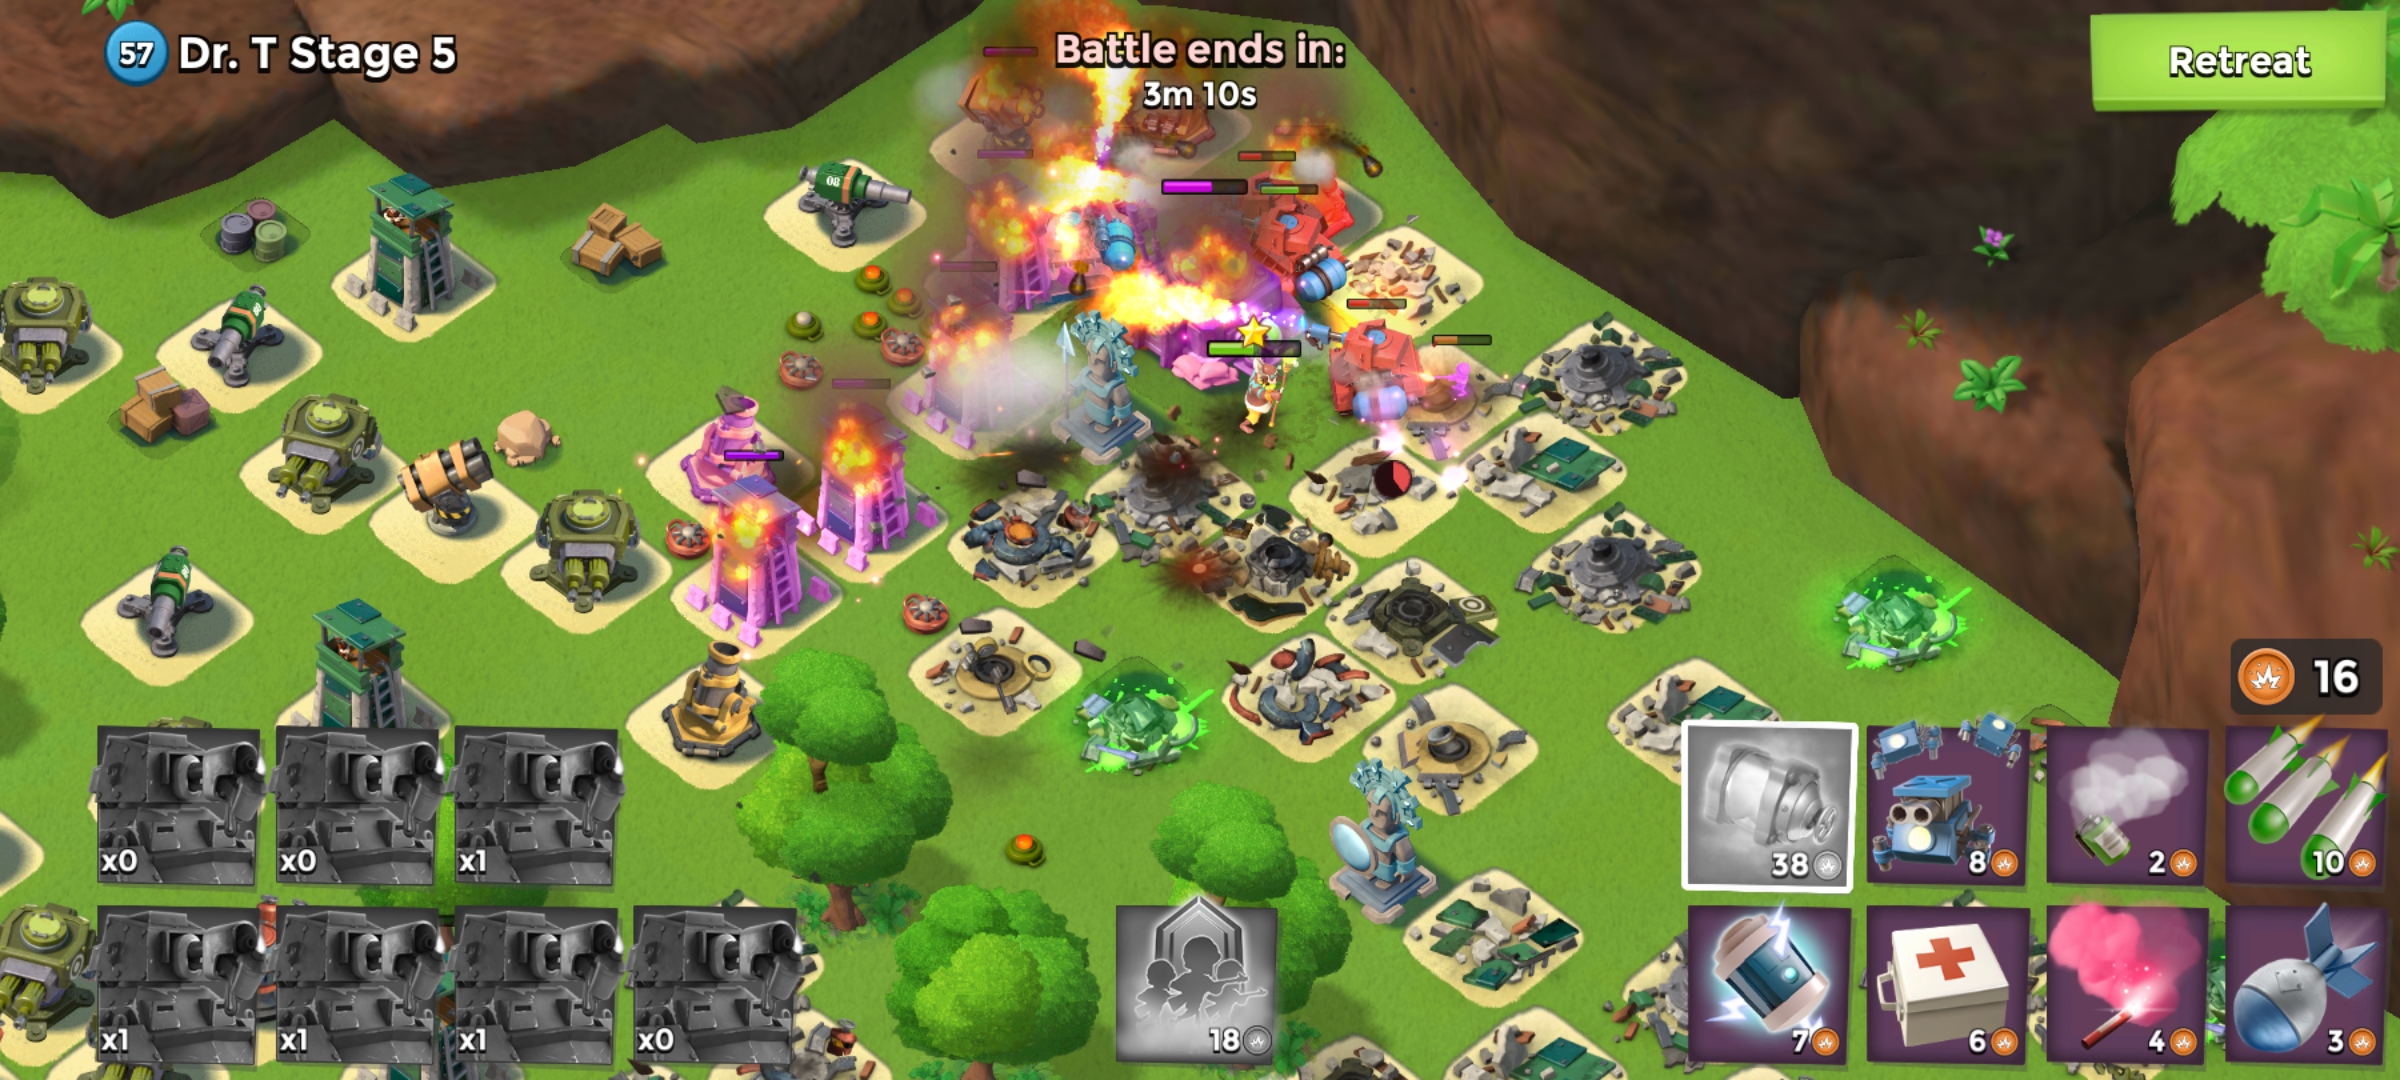 57 Dr. T Stage 5
Battle ends in:
3m 10s
Retreat
08
16
x0 x0 x1
38 8 2 10
x1 x1 x1 x0
18
7 6 4 3